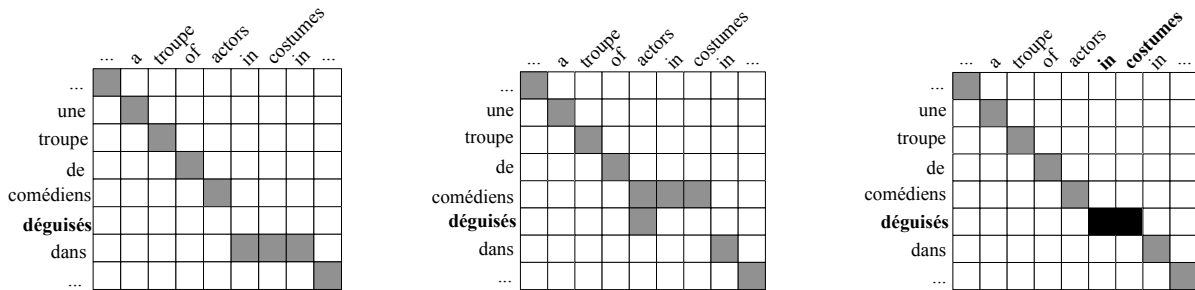 ... a troupe of actors in costumes in ...
...
une
troupe
de
comédiens
déguisés
dans
...
... a troupe of actors in costumes in ...
...
une
troupe
de
comédiens
déguisés
dans
...
... a troupe of actors in costumes in ...
...
une
troupe
de
comédiens
déguisés
dans
...